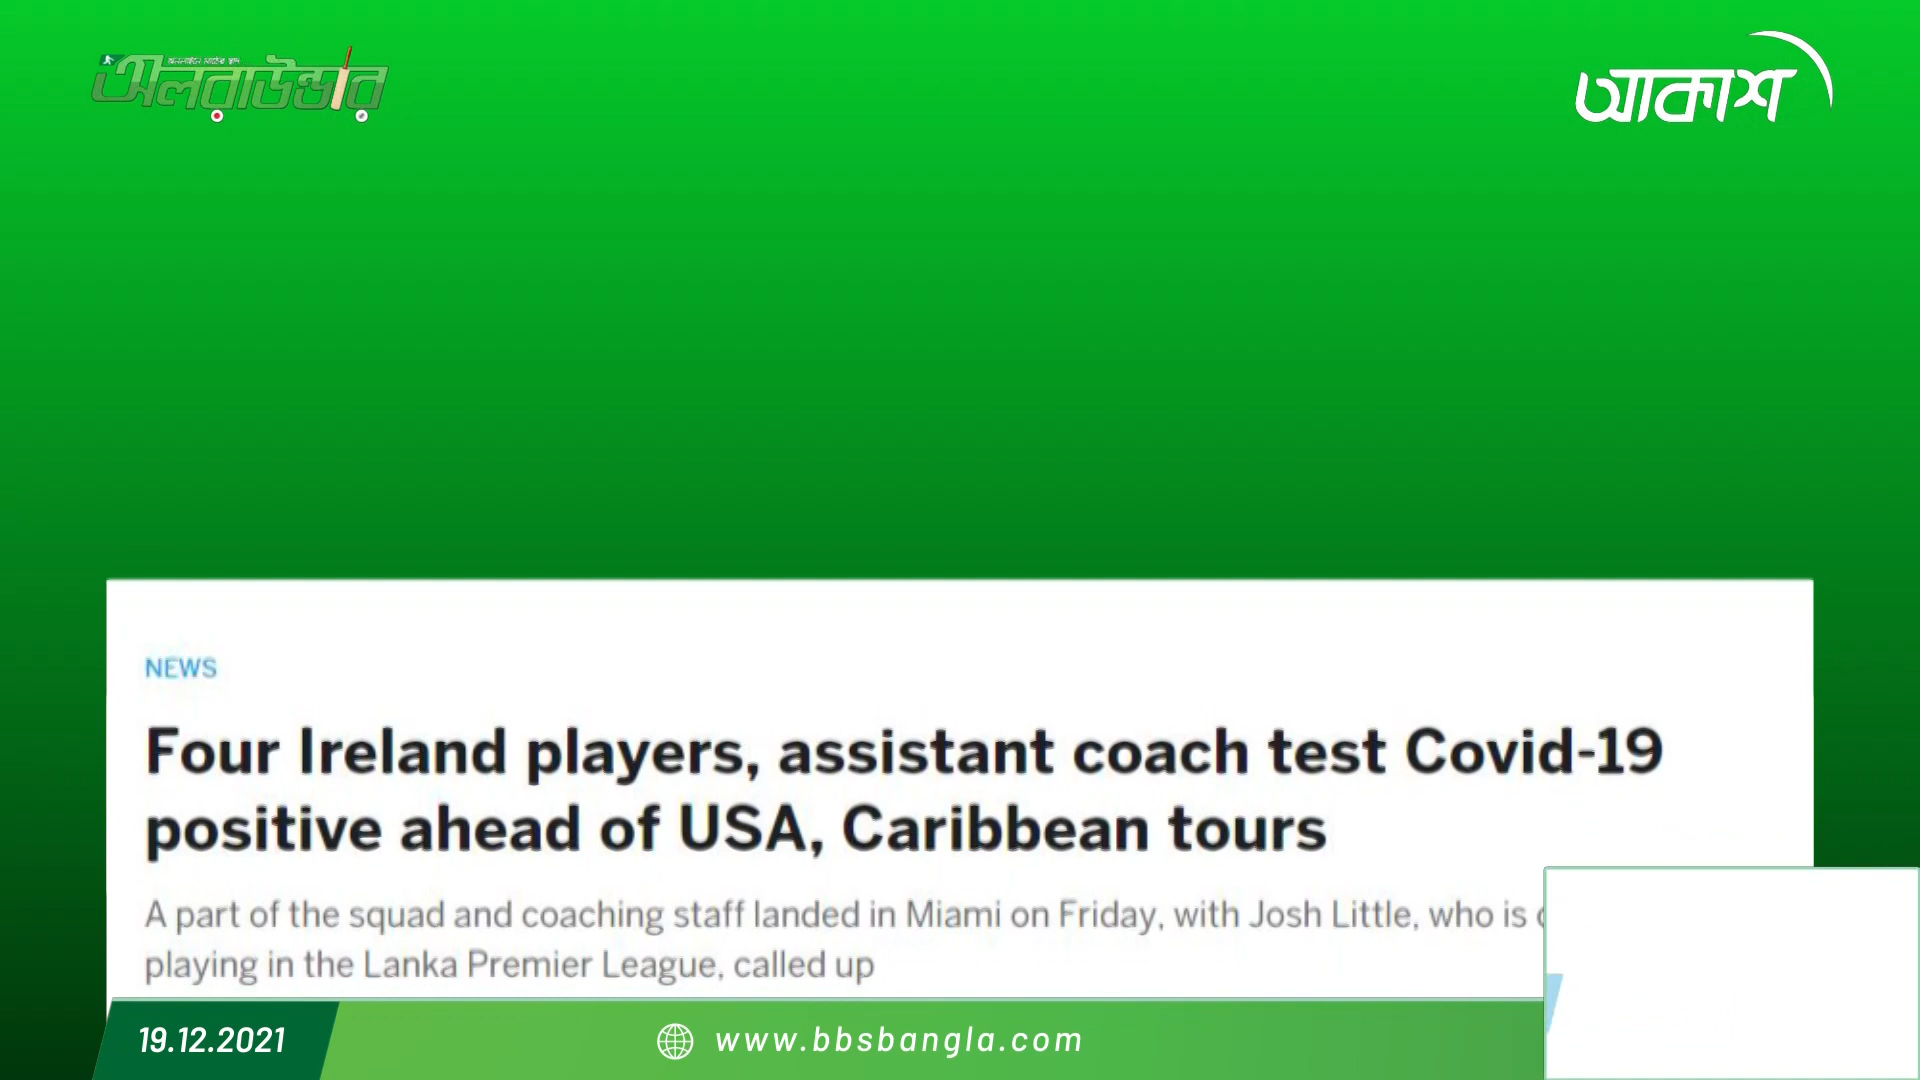 অলরাউন্ডার
আকাশ
NEWS
Four Ireland players, assistant coach test Covid-19
positive ahead of USA, Caribbean tours
A part of the squad and coaching staff landed in Miami on Friday, with Josh Little, who is
playing in the Lanka Premier League, called up
19.12.2021
www.bbsbangla.com